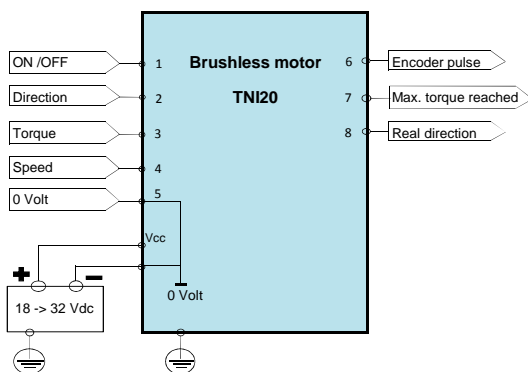 ON /OFF
Direction
Torque
Speed
0 Volt
1
2
3
4
5
Vcc
Brushless motor
TNI20
6
7
8
Encoder pulse
Max. torque reached
Real direction
+
−
18 -> 32 Vdc
0 Volt